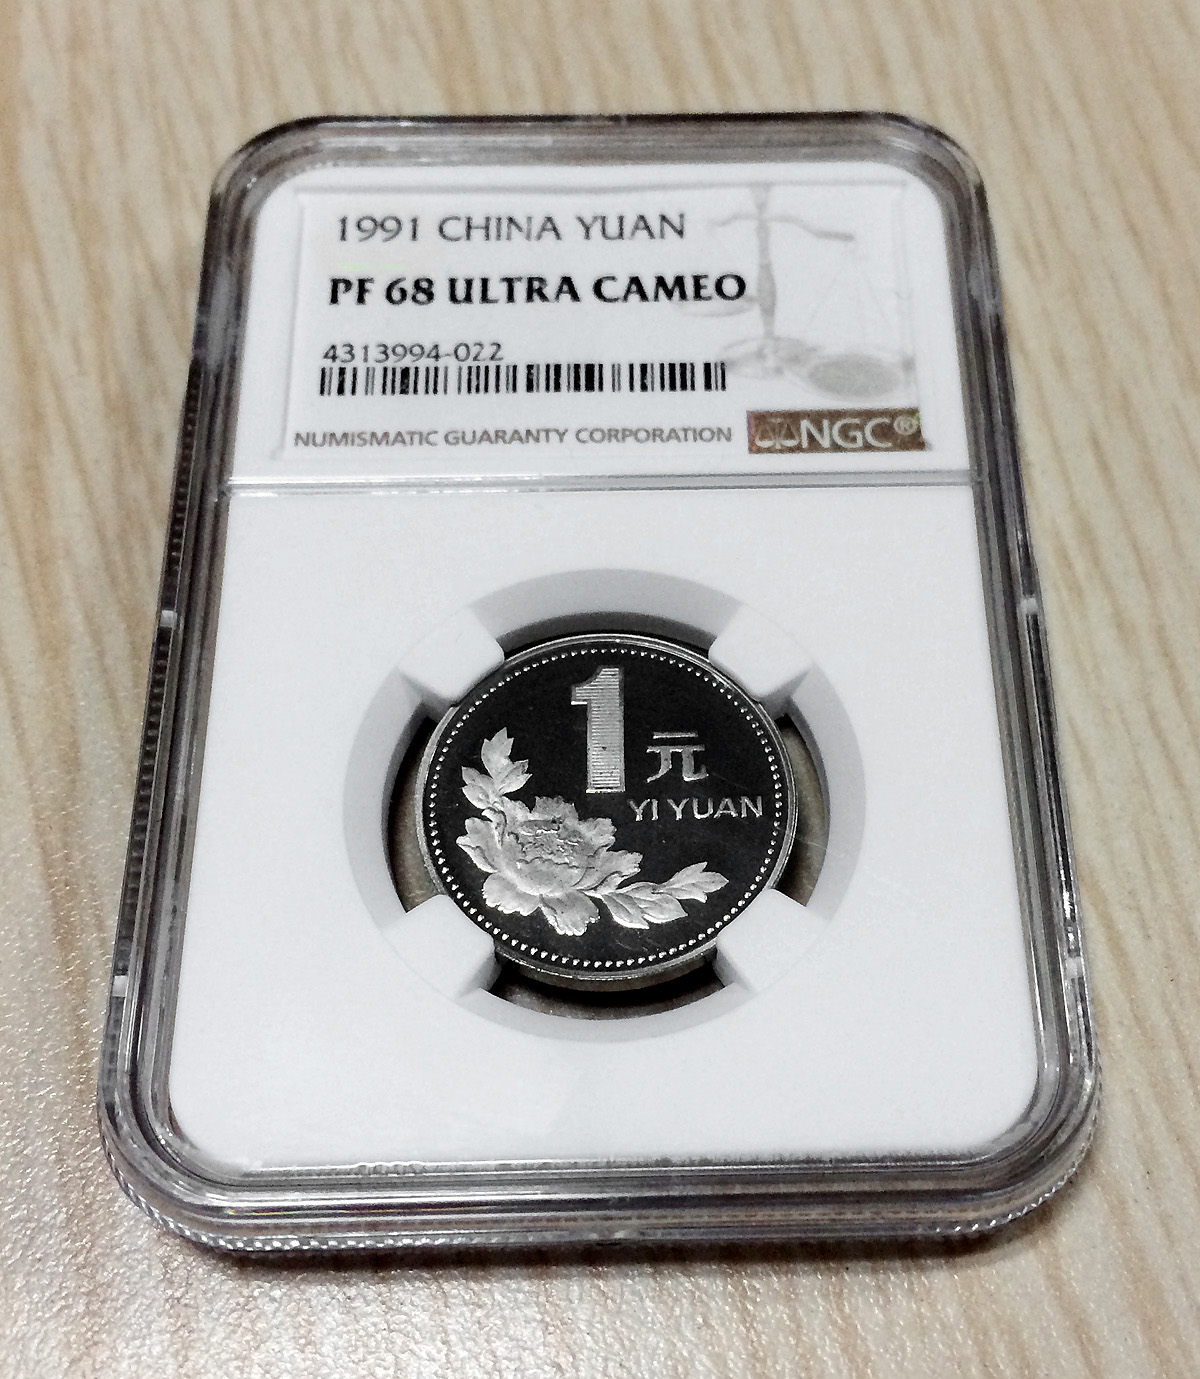 1991 CHINA YUAN
PF 68 ULTRA CAMEO
4313994-022
NUMISMATIC GUARANTY CORPORATION
NGC®
1 元
YI YUAN